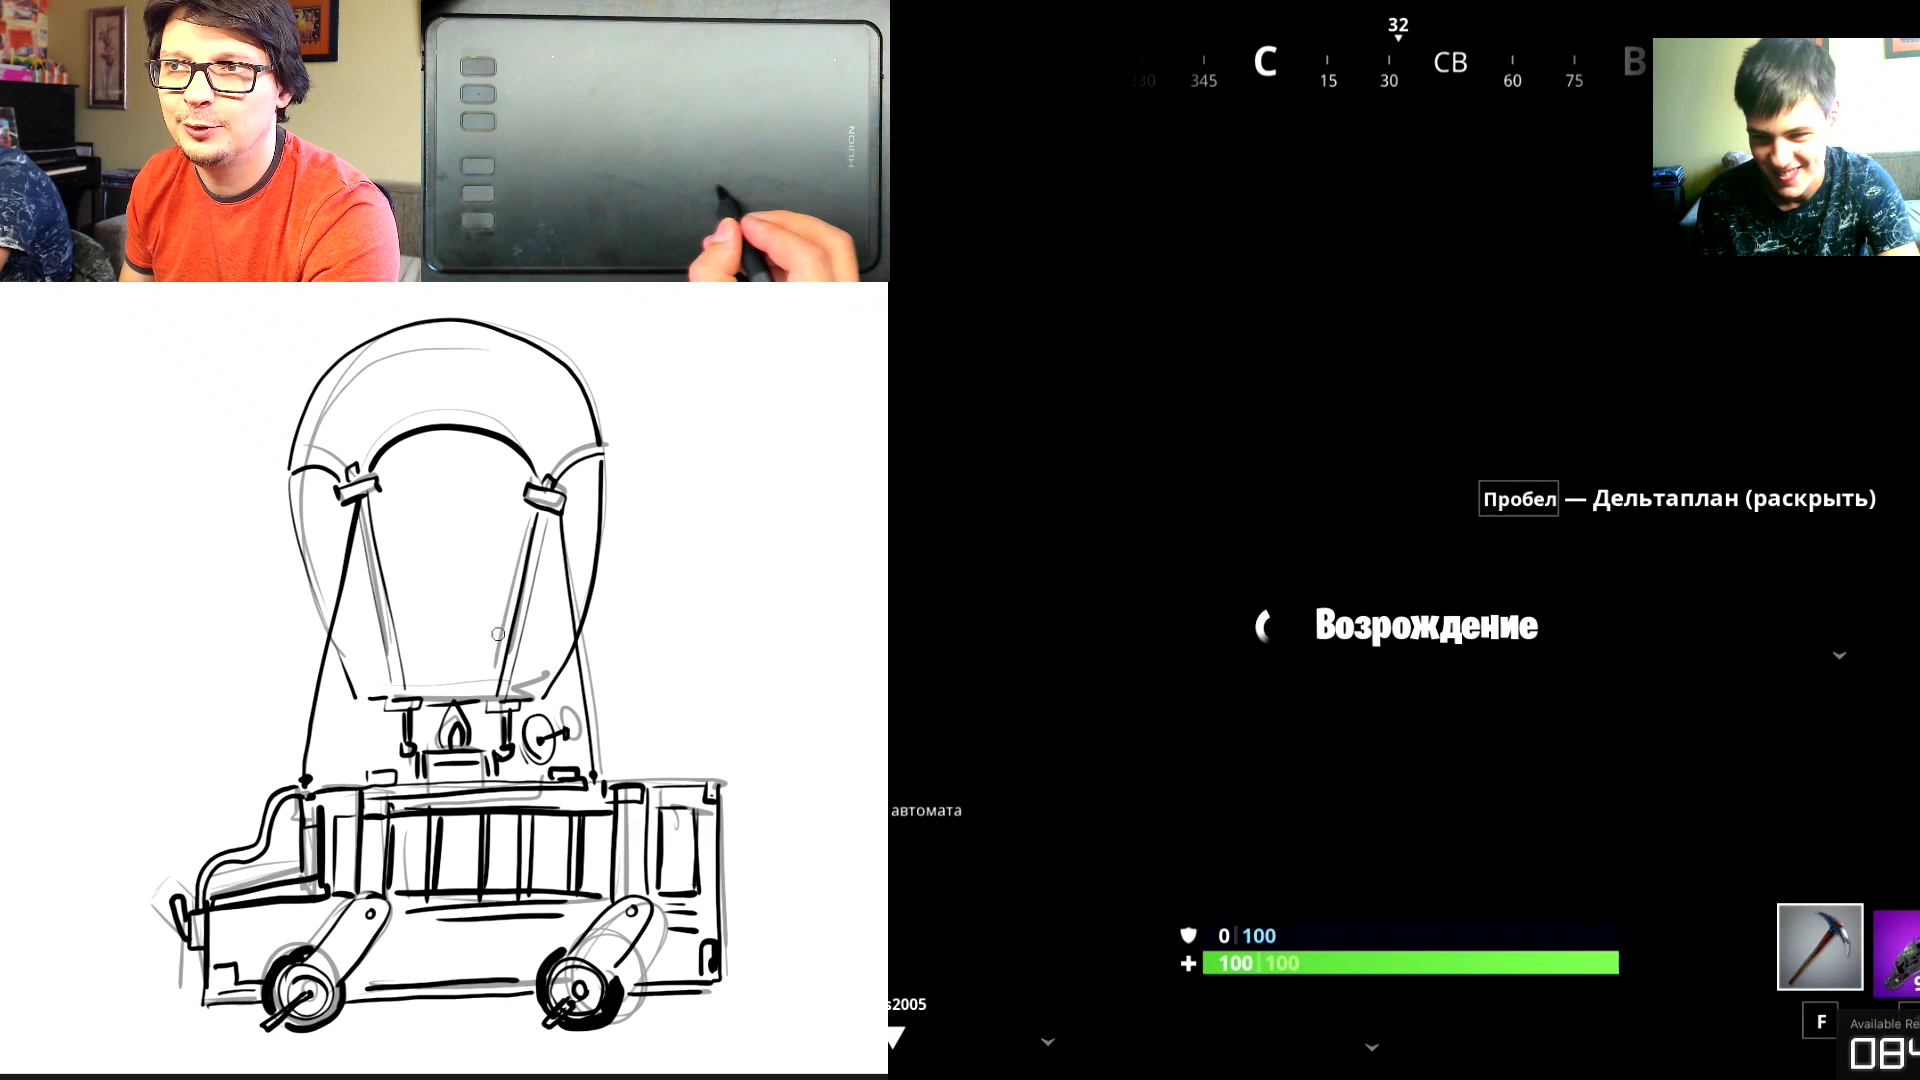 HUION
32
330 345 С 15 30 СВ 60 75 В
Пробел — Дельтаплан (раскрыть)
Возрождение
автомата
0 | 100
100 | 100
s2005
F
Available Re
084